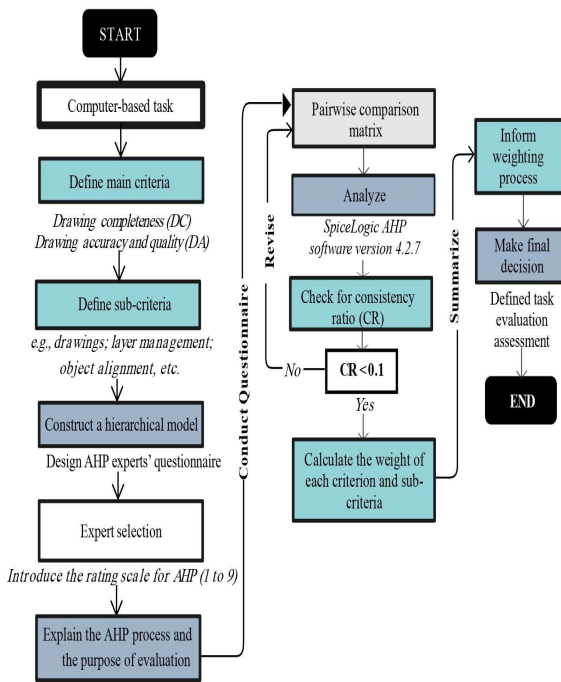 START
Computer-based task
Define main criteria
Drawing completeness (DC)
Drawing accuracy and quality (DA)
Define sub-criteria
e.g., drawings; layer management;
object alignment, etc.
Construct a hierarchical model
Design AHP experts' questionnaire
Expert selection
Introduce the rating scale for AHP (1 to 9)
Explain the AHP process and
the purpose of evaluation
Conduct Questionnaire
Pairwise comparison
matrix
Revise
Analyze
SpiceLogic AHP
software version 4.2.7
Check for consistency
ratio (CR)
No
CR<0.1
Yes
Calculate the weight of
each criterion and sub-
criteria
Summarize
Inform
weighting
process
Make final
decision
Defined task
evaluation
assessment
END